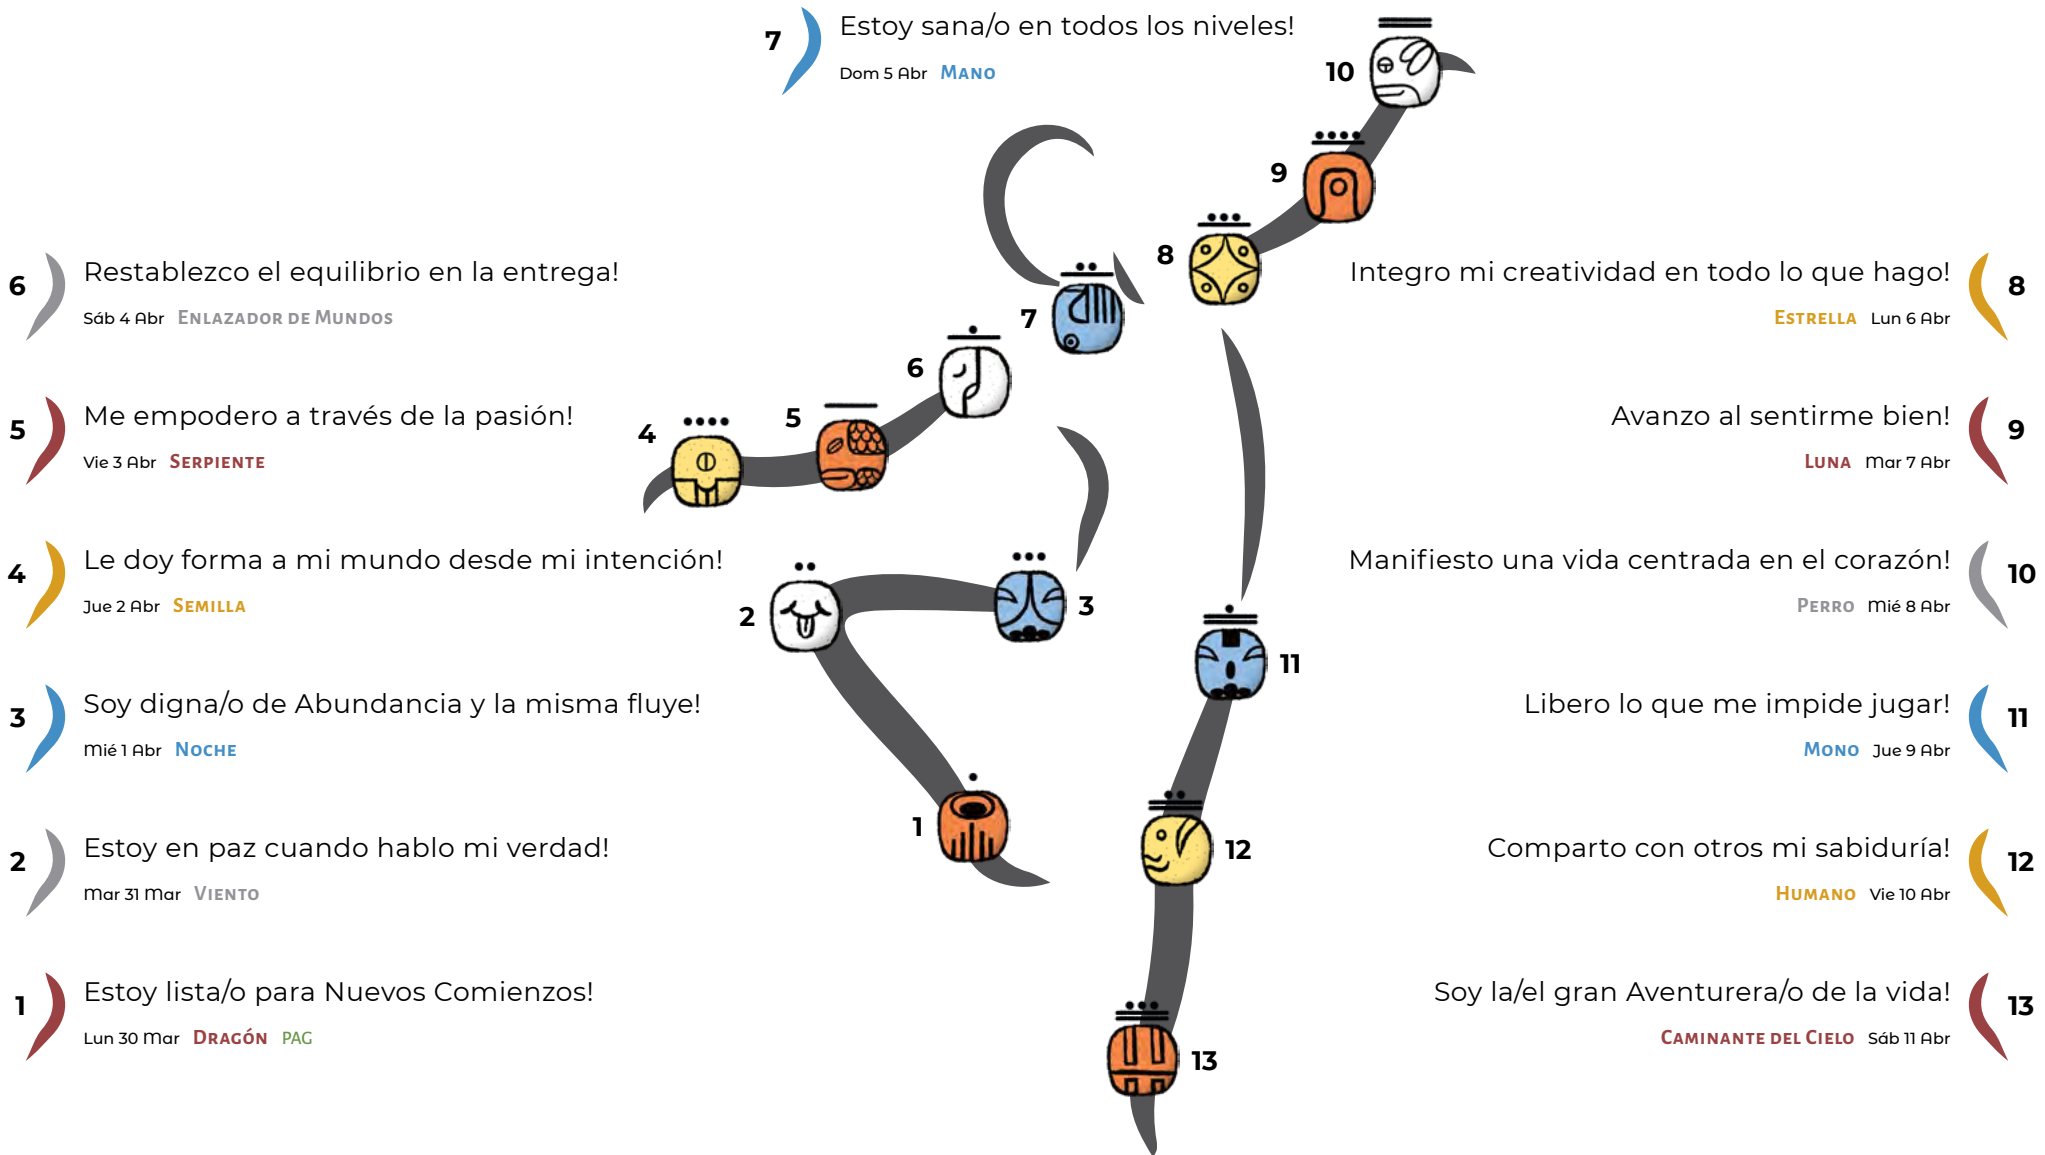 7
Estoy sana/o en todos los niveles!
Dom 5 Abr Mano
6
Restablezco el equilibrio en la entrega!
Sáb 4 Abr Enlazador de Mundos
5
Me empodero a través de la pasión!
Vie 3 Abr Serpiente
4
Le doy forma a mi mundo desde mi intención!
Jue 2 Abr Semilla
3
Soy digna/o de Abundancia y la misma fluye!
Mié 1 Abr Noche
2
Estoy en paz cuando hablo mi verdad!
Mar 31 Mar Viento
1
Estoy lista/o para Nuevos Comienzos!
Lun 30 Mar Dragón PAG
10
9
8
7
6
5
4
2
3
1
11
12
13
Integro mi creatividad en todo lo que hago!
Estrella Lun 6 Abr
8
Avanzo al sentirme bien!
Luna Mar 7 Abr
9
Manifiesto una vida centrada en el corazón!
Perro Mié 8 Abr
10
Libero lo que me impide jugar!
Mono Jue 9 Abr
11
Comparto con otros mi sabiduría!
Humano Vie 10 Abr
12
Soy la/el gran Aventurera/o de la vida!
Caminante del Cielo Sáb 11 Abr
13